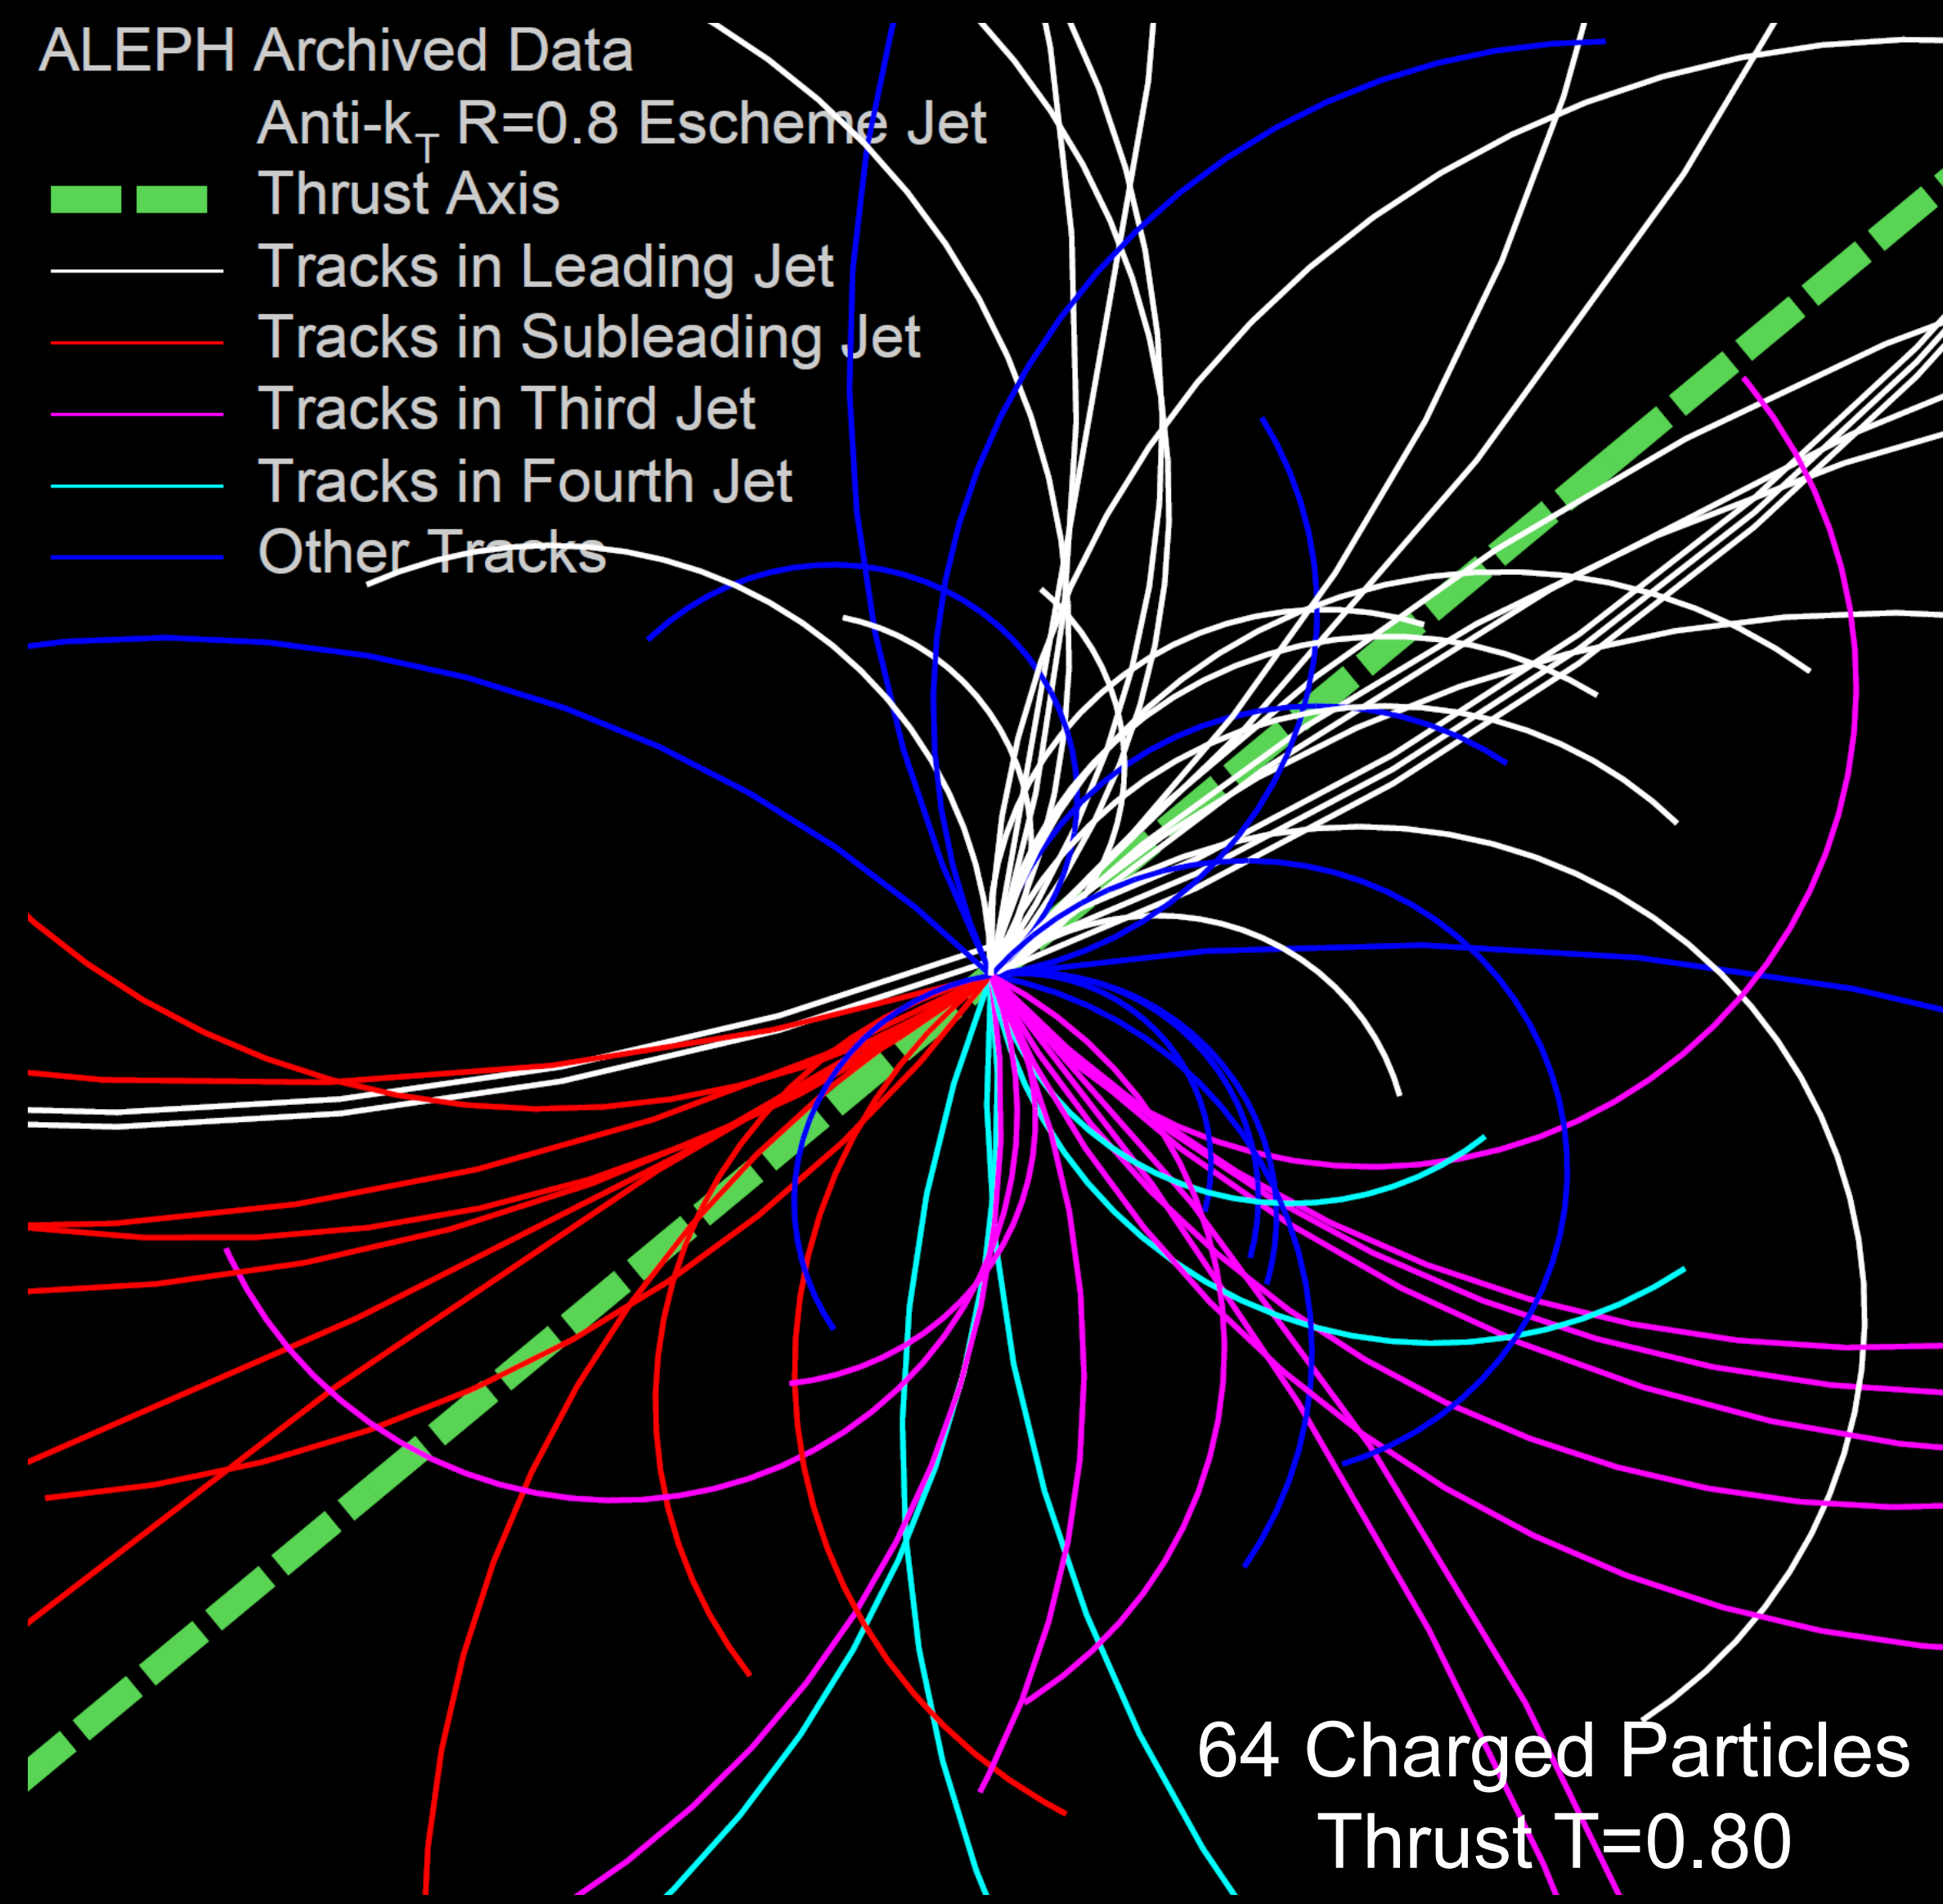 ALEPH Archived Data
Anti-kT R=0.8 Escheme Jet
Thrust Axis
Tracks in Leading Jet
Tracks in Subleading Jet
Tracks in Third Jet
Tracks in Fourth Jet
Other Tracks
64 Charged Particles
Thrust T=0.80